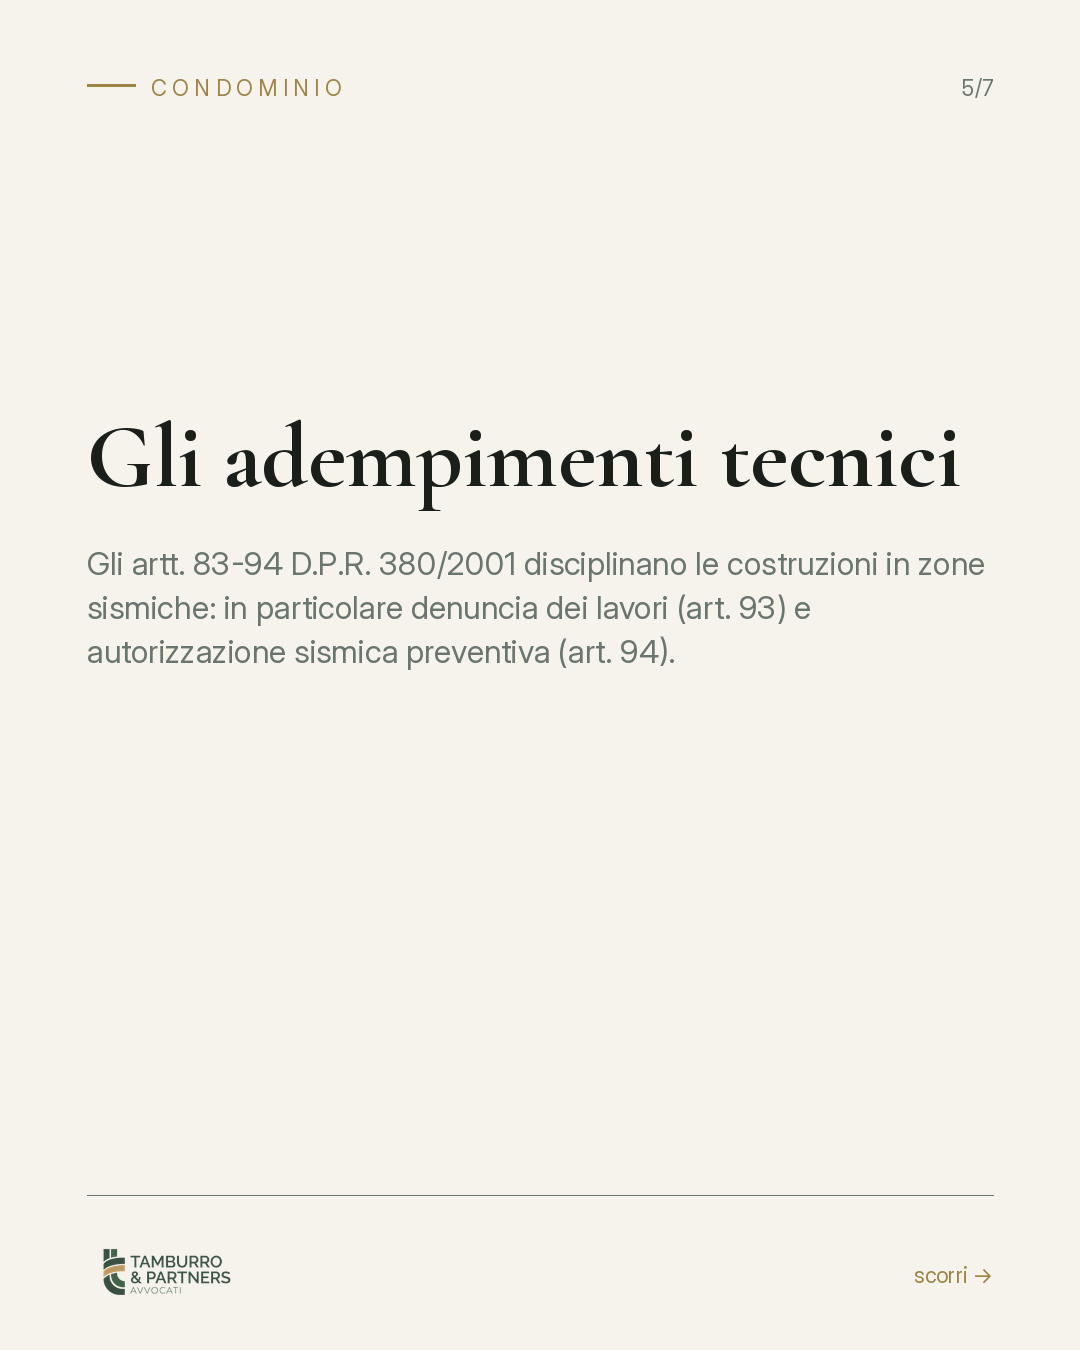 CONDOMINIO
5/7
Gli adempimenti tecnici
Gli artt. 83-94 D.P.R. 380/2001 disciplinano le costruzioni in zone
sismiche: in particolare denuncia dei lavori (art. 93) e
autorizzazione sismica preventiva (art. 94).
TAMBURRO
& PARTNERS
AVVOCATI
scorri →